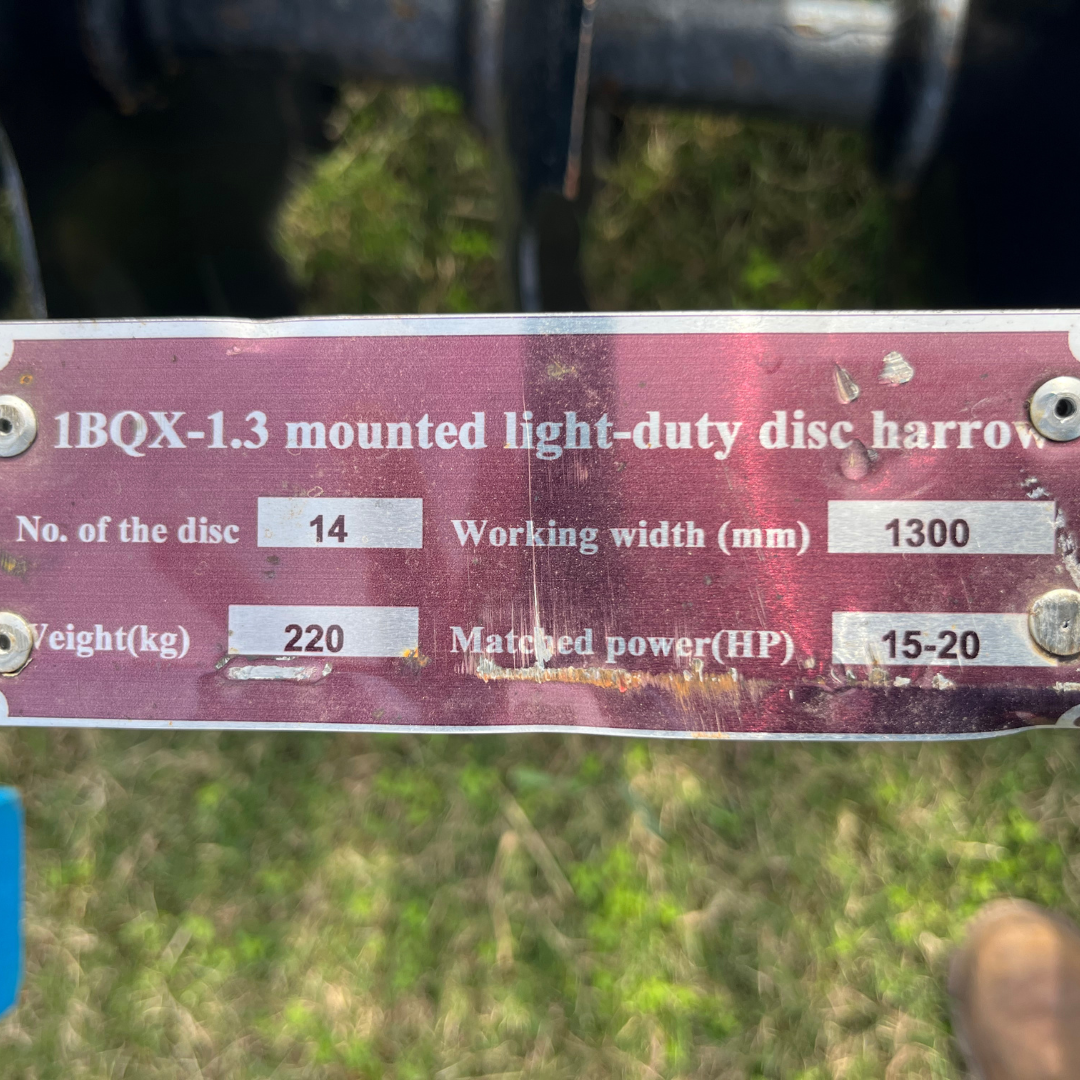 1BQX-1.3 mounted light-duty disc harrow
No. of the disc 14 Working width (mm) 1300
Weight(kg) 220 Matched power(HP) 15-20